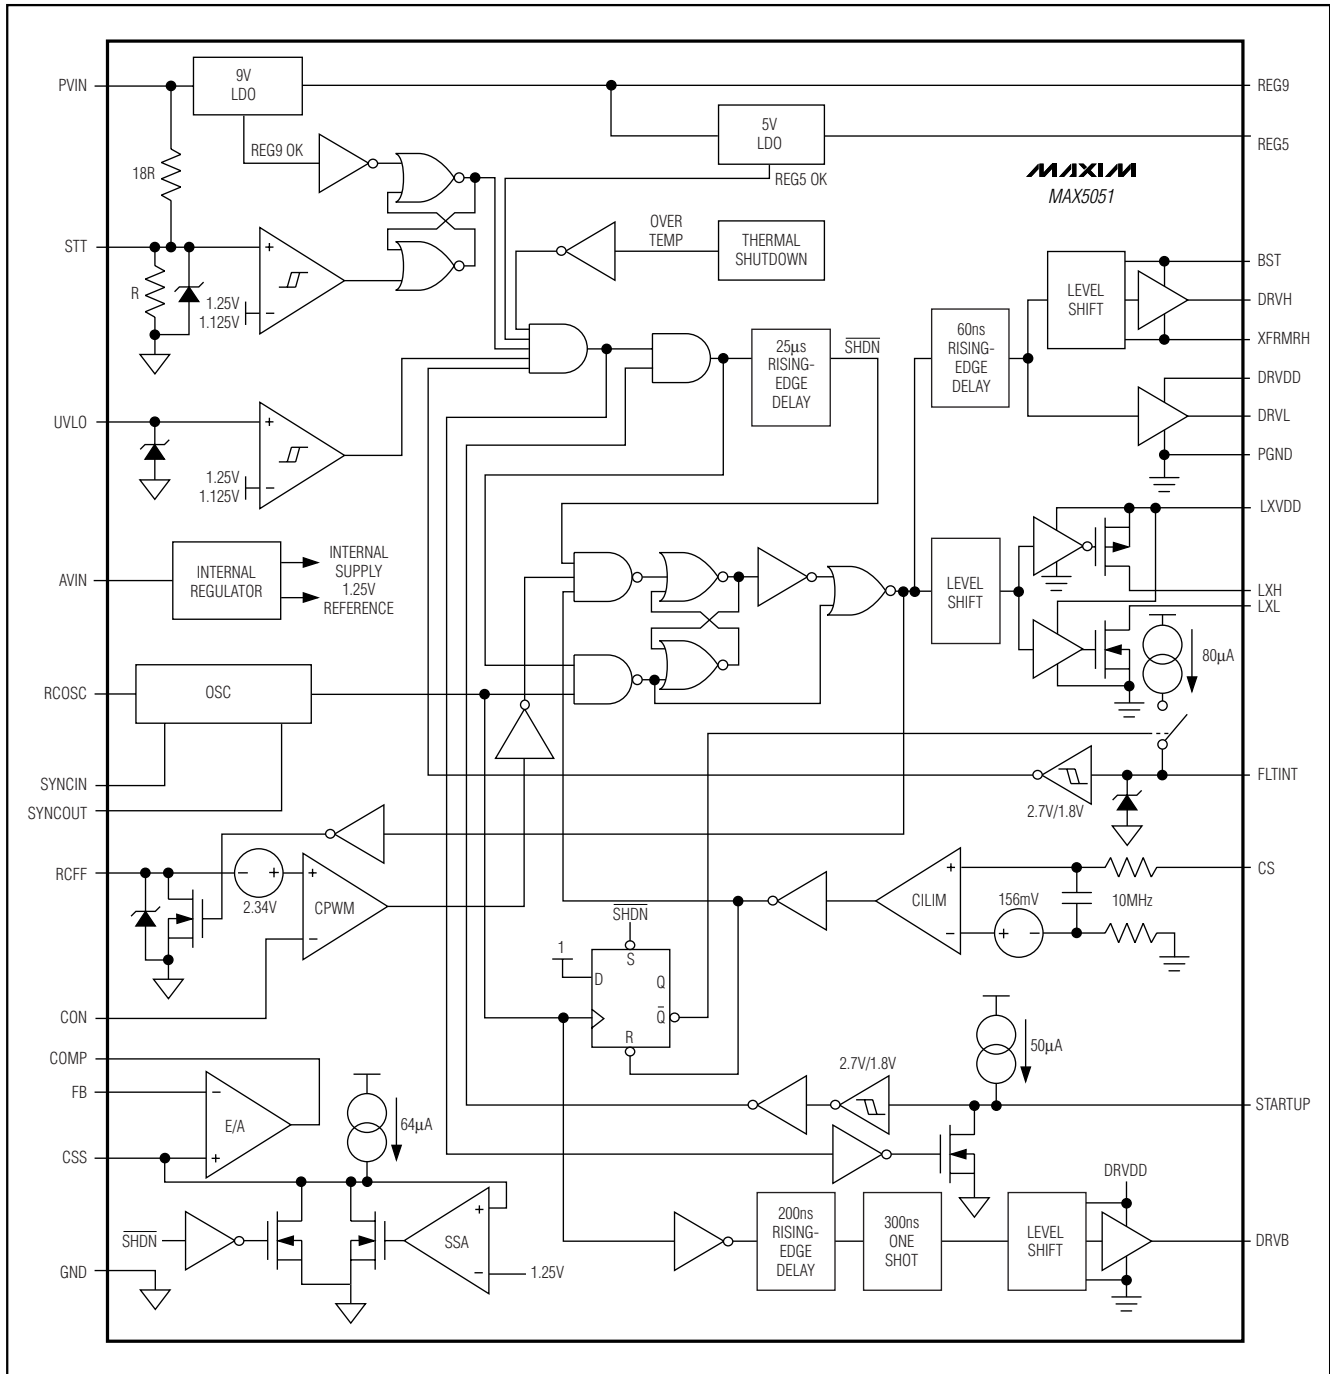 PVIN
9V
LDO
REG9
5V
LDO
REG5
REG9 OK
REG5 OK
18R
MAXIM
MAX5051
STT
OVER
TEMP
THERMAL
SHUTDOWN
R
1.25V
1.125V
LEVEL
SHIFT
BST
DRVH
XFRMRH
25µs
RISING-
EDGE
DELAY
SHDN
60ns
RISING-
EDGE
DELAY
DRVDD
DRVL
PGND
UVLO
1.25V
1.125V
LXVDD
AVIN
INTERNAL
REGULATOR
INTERNAL
SUPPLY
1.25V
REFERENCE
LEVEL
SHIFT
LXH
LXL
80µA
RCOSC
OSC
SYNCIN
SYNCOUT
2.7V/1.8V
FLTINT
RCFF
2.34V
CPWM
CILIM
156mV
10MHz
CS
SHDN
1
S
D
Q
Q
R
CON
COMP
FB
E/A
CSS
64µA
50µA
2.7V/1.8V
STARTUP
SHDN
SSA
1.25V
GND
200ns
RISING-
EDGE
DELAY
300ns
ONE
SHOT
LEVEL
SHIFT
DRVDD
DRVB